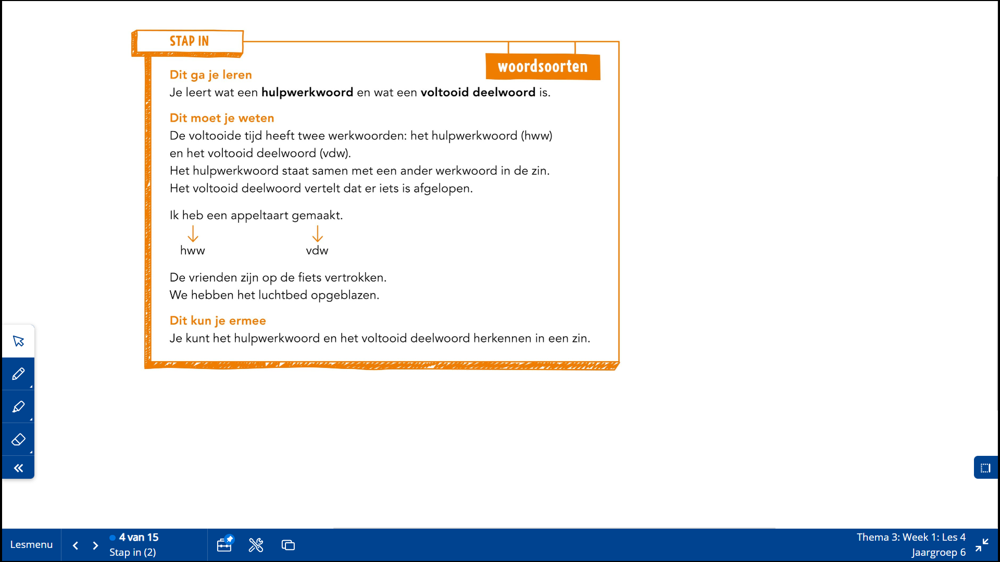 STAP IN
woordsoorten
Dit ga je leren
Je leert wat een hulpwerkwoord en wat een voltooid deelwoord is.
Dit moet je weten
De voltooide tijd heeft twee werkwoorden: het hulpwerkwoord (hww)
en het voltooid deelwoord (vdw).
Het hulpwerkwoord staat samen met een ander werkwoord in de zin.
Het voltooid deelwoord vertelt dat er iets is afgelopen.
Ik heb een appeltaart gemaakt.
hww vdw
De vrienden zijn op de fiets vertrokken.
We hebben het luchtbed opgeblazen.
Dit kun je ermee
Je kunt het hulpwerkwoord en het voltooid deelwoord herkennen in een zin.
Lesmenu
4 van 15
Stap in (2)
Thema 3: Week 1: Les 4
Jaargroep 6